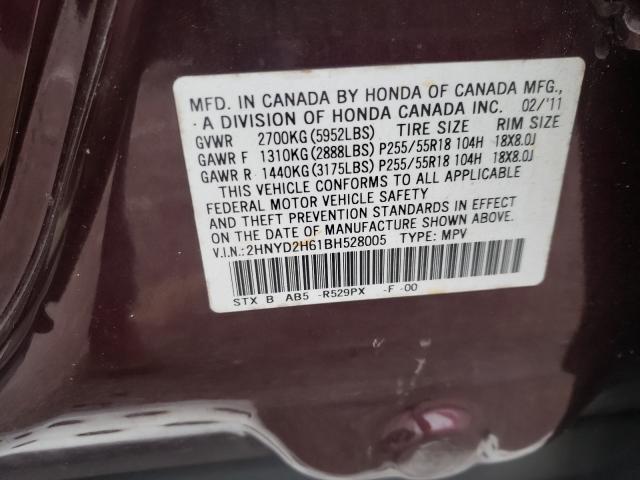 MFD. IN CANADA BY HONDA OF CANADA MFG.,
A DIVISION OF HONDA CANADA INC. 02/'11
GVWR 2700KG(5952LBS) TIRE SIZE RIM SIZE
GAWR F 1310KG(2888LBS) P255/55R18 104H 18X8.0J
GAWR R 1440KG(3175LBS) P255/55R18 104H 18X8.0J
THIS VEHICLE CONFORMS TO ALL APPLICABLE
FEDERAL MOTOR VEHICLE SAFETY
AND THEFT PREVENTION STANDARDS IN EFFECT
ON THE DATE OF MANUFACTURE SHOWN ABOVE.
V.I.N.:2HNYD2H61BH528005 TYPE: MPV
STX B AB5 -R529PX -F -00